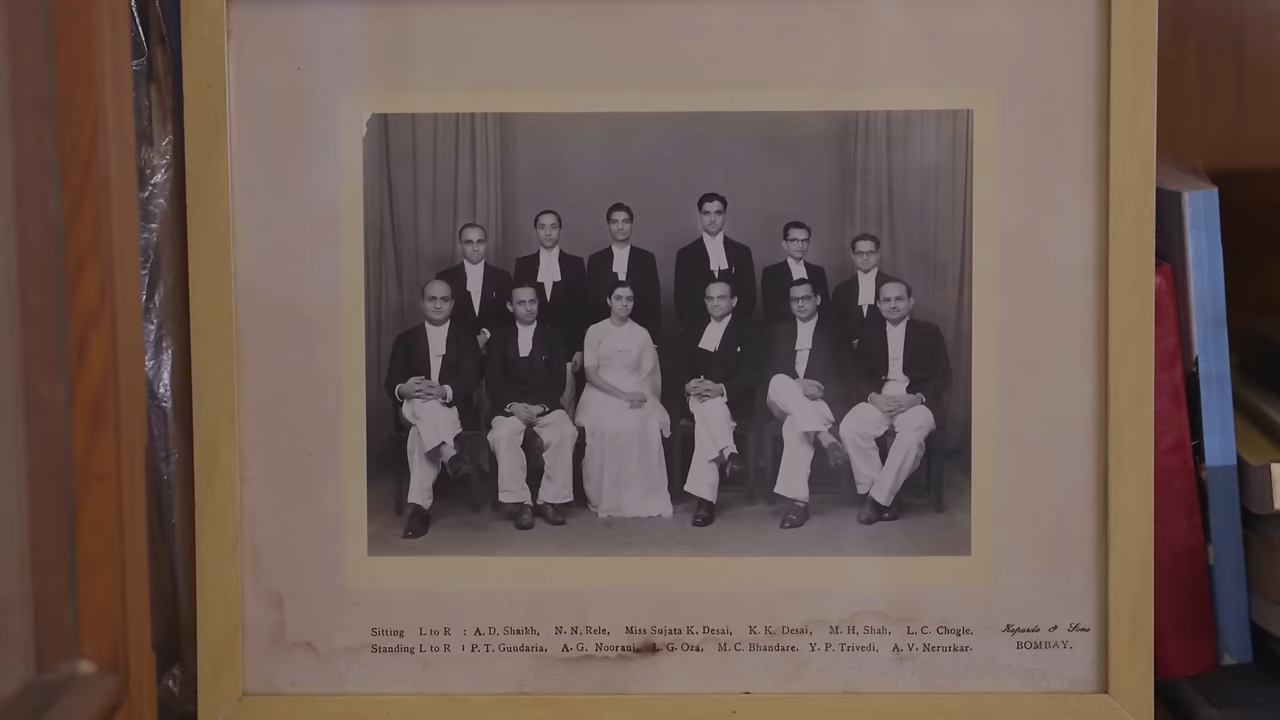 Sitting L to R : A. D. Shaikh, N. N. Rele, Miss Sujata K. Desai, K. K. Desai, M. H. Shah, L. C. Chogle.
Standing L to R : P. T. Gundaria, A. G. Noorani, L. G. Oza, M. C. Bhandare, Y. P. Trivedi, A. V. Nerurkar.
& Sons
BOMBAY.